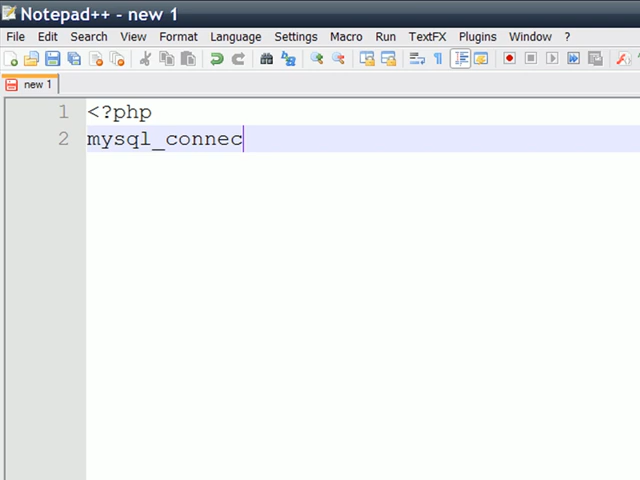 Notepad++ - new 1
File Edit Search View Format Language Settings Macro Run TextFX Plugins Window ?
new 1
1 <?php
2 mysql_connec